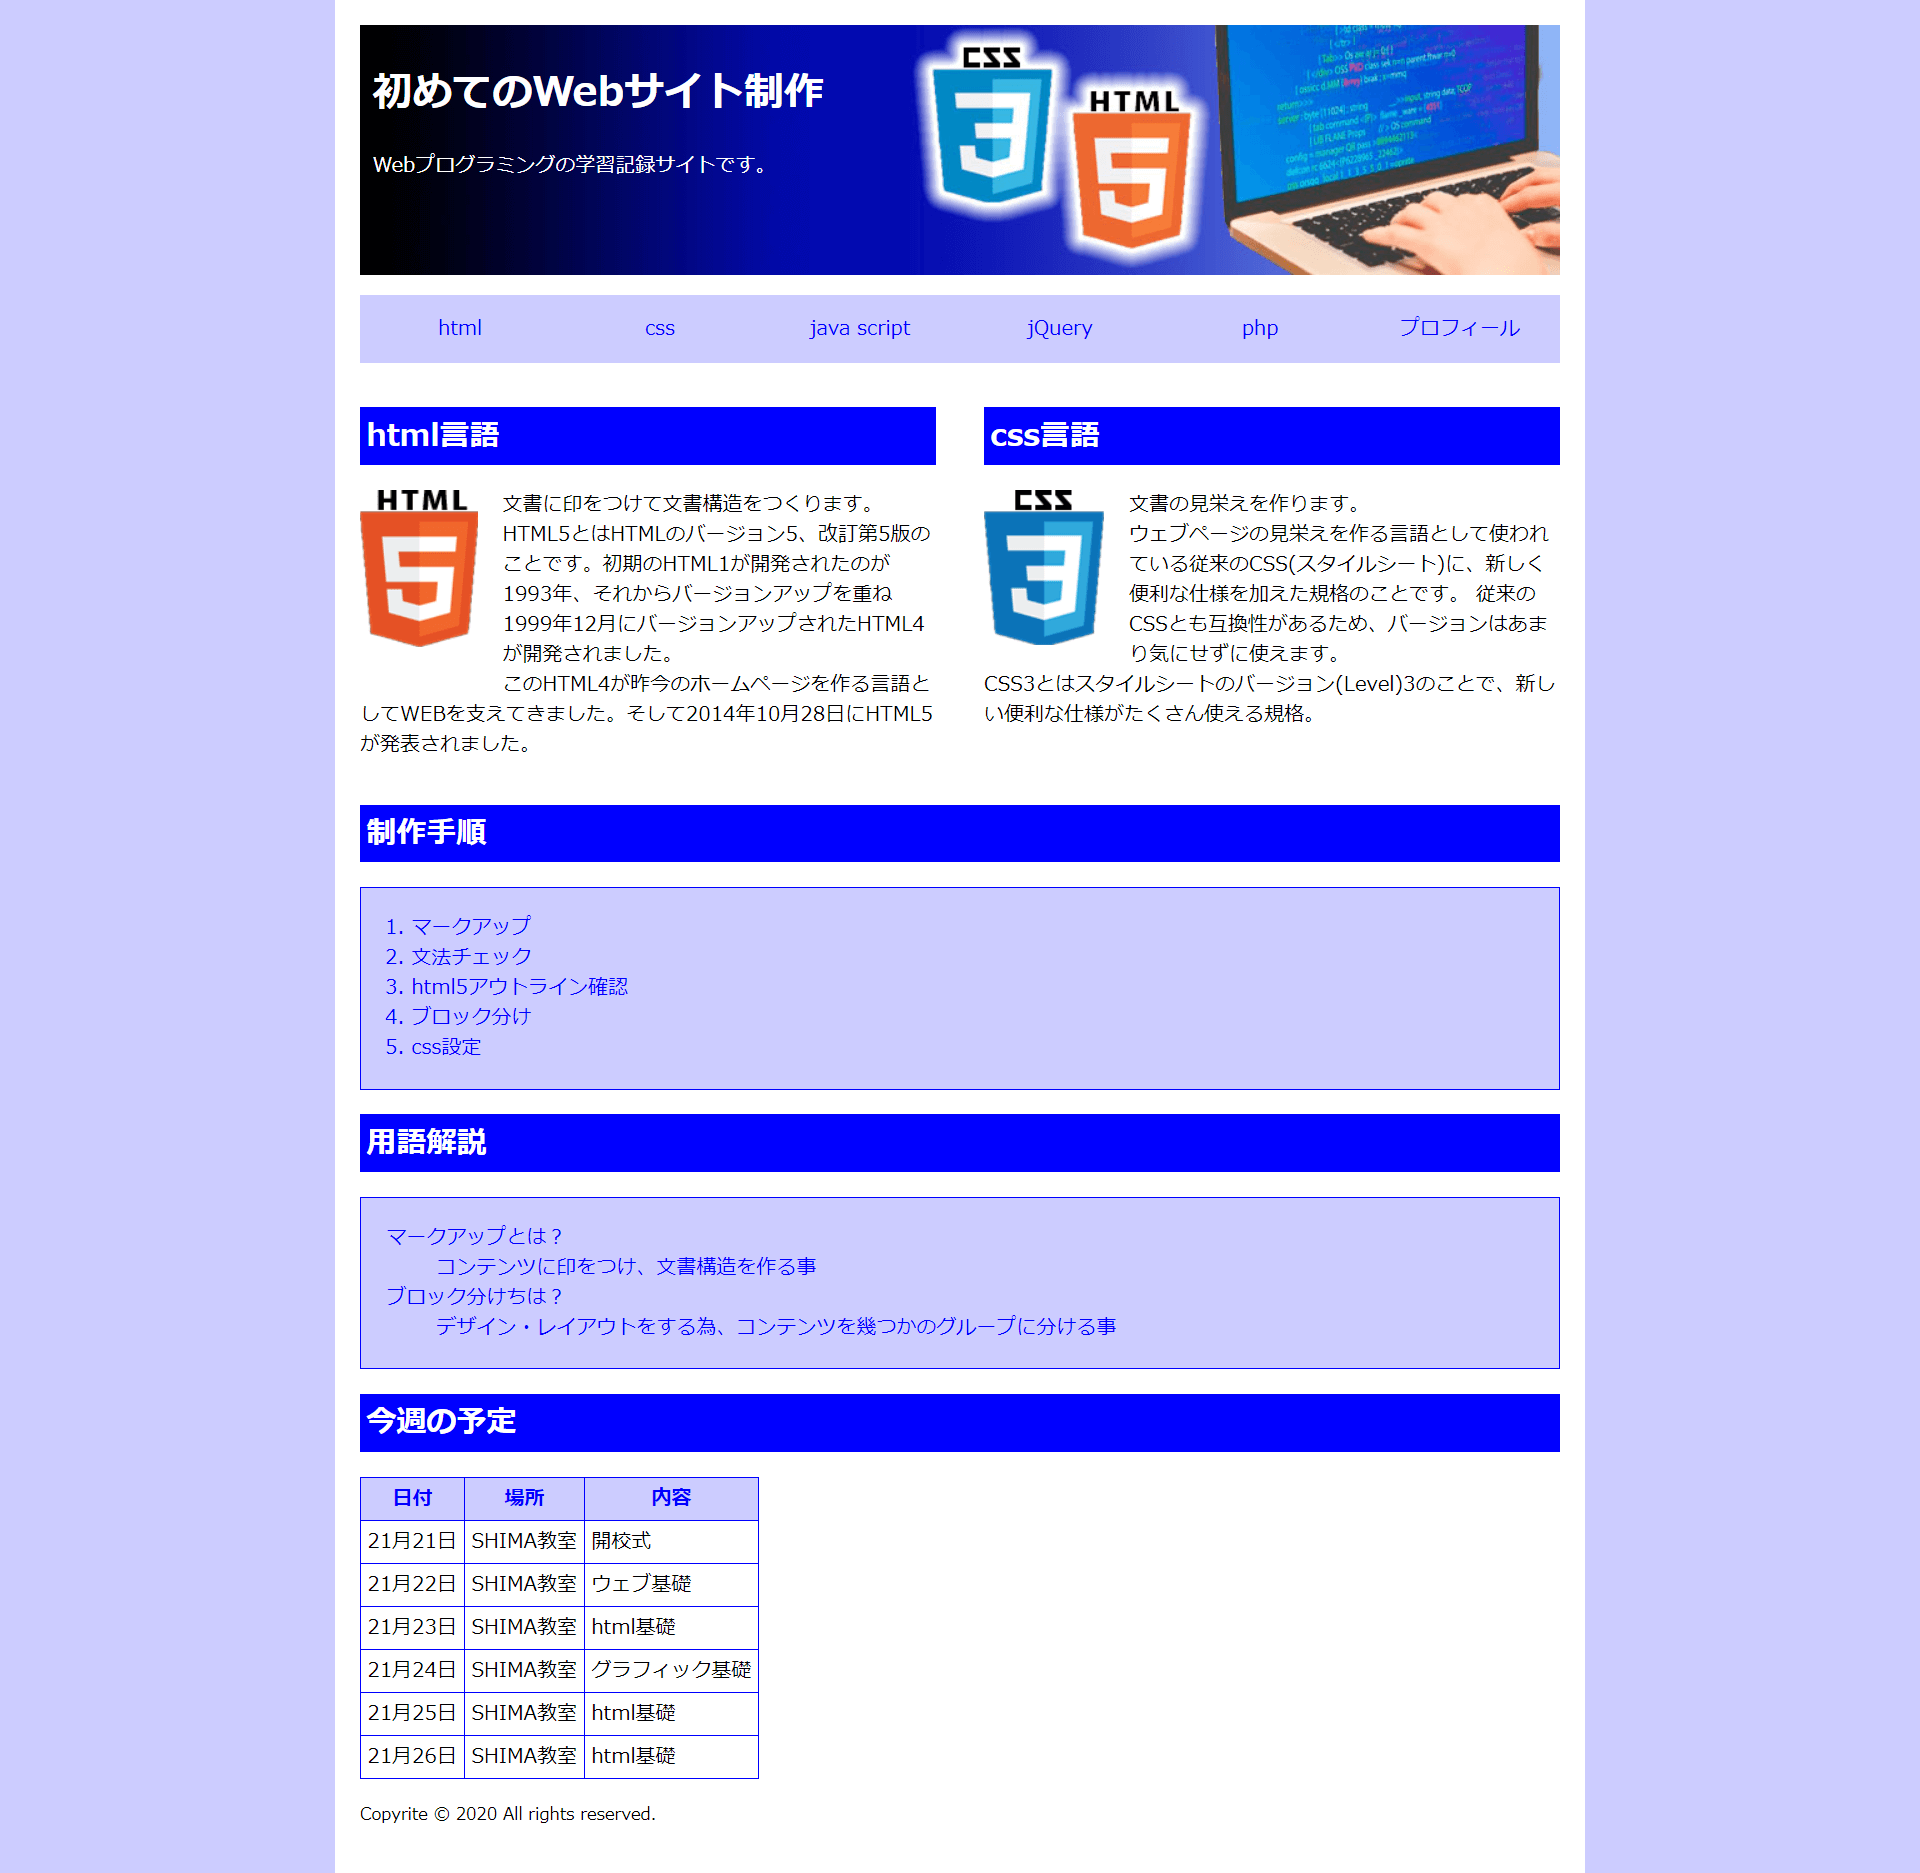 初めてのWebサイト制作
Webプログラミングの学習記録サイトです。
CSS
3
HTML
5
html
css
java script
jQuery
php
プロフィール
html言語
HTML
5
文書に印をつけて文書構造をつくります。
HTML5とはHTMLのバージョン5、改訂第5版の
ことです。初期のHTML1が開発されたのが
1993年、それからバージョンアップを重ね
1999年12月にバージョンアップされたHTML4
が開発されました。
このHTML4が昨今のホームページを作る言語と
してWEBを支えてきました。そして2014年10月28日にHTML5
が発表されました。
css言語
CSS
3
文書の見栄えを作ります。
ウェブページの見栄えを作る言語として使われ
ている従来のCSS(スタイルシート)に、新しく
便利な仕様を加えた規格のことです。 従来の
CSSとも互換性があるため、バージョンはあま
り気にせずに使えます。
CSS3とはスタイルシートのバージョン(Level)3のことで、新し
い便利な仕様がたくさん使える規格。
制作手順
1. マークアップ
2. 文法チェック
3. html5アウトライン確認
4. ブロック分け
5. css設定
用語解説
マークアップとは？
コンテンツに印をつけ、文書構造を作る事
ブロック分けちは？
デザイン・レイアウトをする為、コンテンツを幾つかのグループに分ける事
今週の予定
日付 場所 内容
21月21日 SHIMA教室 開校式
21月22日 SHIMA教室 ウェブ基礎
21月23日 SHIMA教室 html基礎
21月24日 SHIMA教室 グラフィック基礎
21月25日 SHIMA教室 html基礎
21月26日 SHIMA教室 html基礎
Copyrite © 2020 All rights reserved.